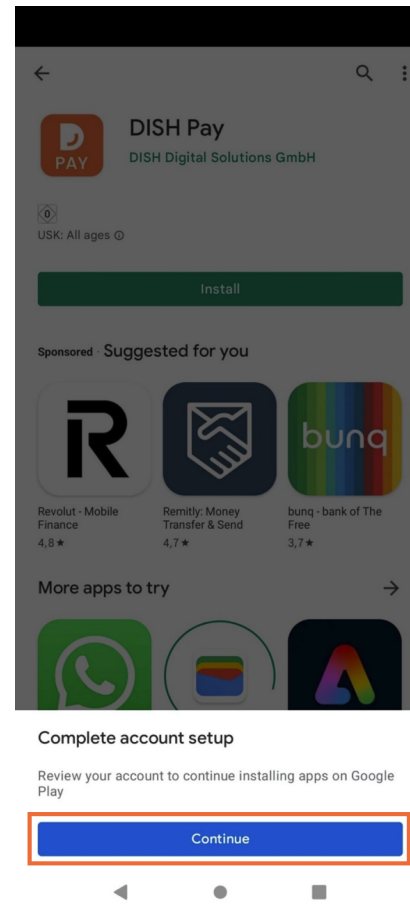 DISH Pay
D
PAY
DISH Digital Solutions GmbH
0
USK: All ages
Install
Sponsored · Suggested for you
R
bunq
Revolut - Mobile
Finance
4,8★
Remitly: Money
Transfer & Send
4,7★
bunq - bank of The
Free
3,7★
More apps to try
Complete account setup
Review your account to continue installing apps on Google
Play
Continue